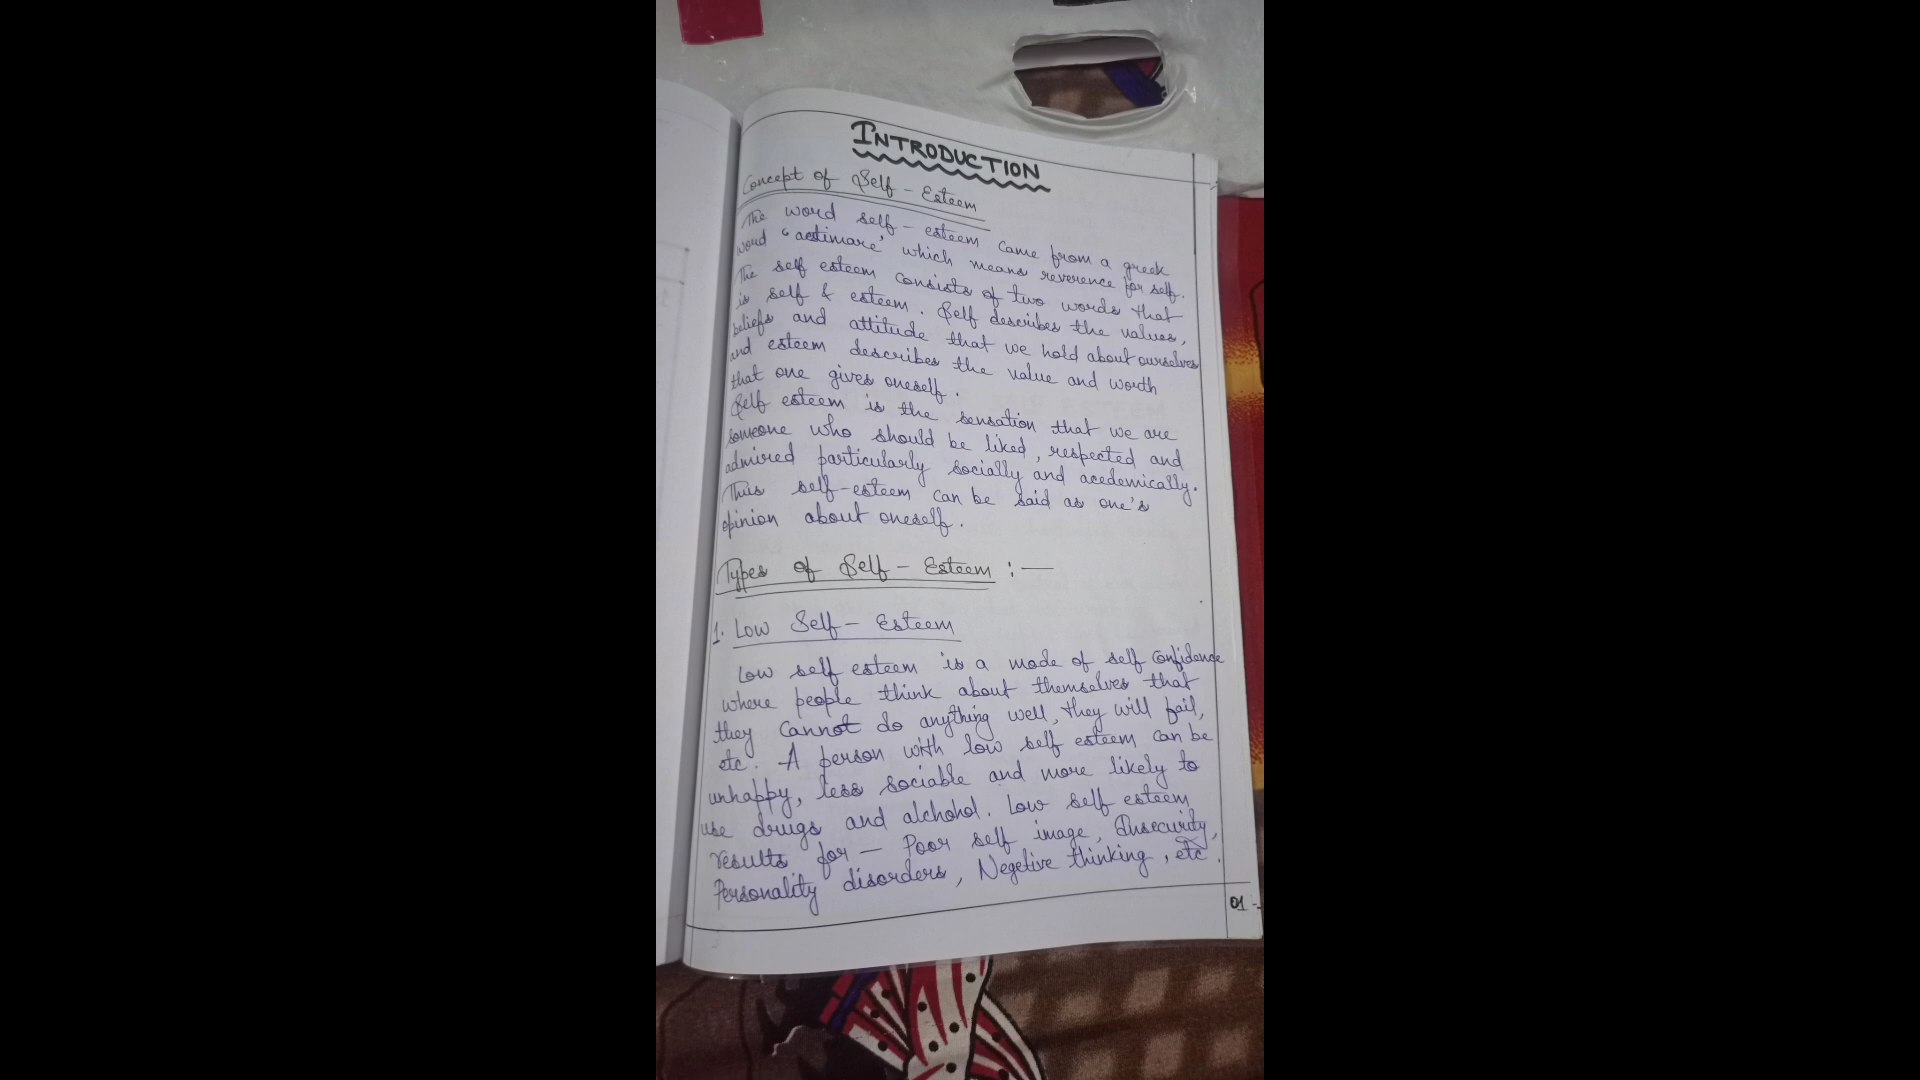 INTRODUCTION
Concept of Self - Esteem
The word self - esteem came from a greek
word "aestimare' which means reverence for self.
The self esteem consists of two words that
is self & esteem. Self describes the values,
beliefs and attitude that we hold about ourselves
and esteem describes the value and worth
that one gives oneself.
Self esteem is the sensation that we are
someone who should be liked, respected and
admired particularly socially and acedemically.
Thus self-esteem can be said as one's
opinion about oneself.
Types of Self - Esteem :—
1. Low Self - Esteem
Low self esteem is a mode of self confidence
where people think about themselves that
they cannot do anything well, they will fail,
etc. A person with low self esteem can be
unhappy, less sociable and more likely to
use drugs and alchohol. Low self esteem
results for — Poor self image, Insecurity,
Personality disorders, Negetive thinking, etc.
01